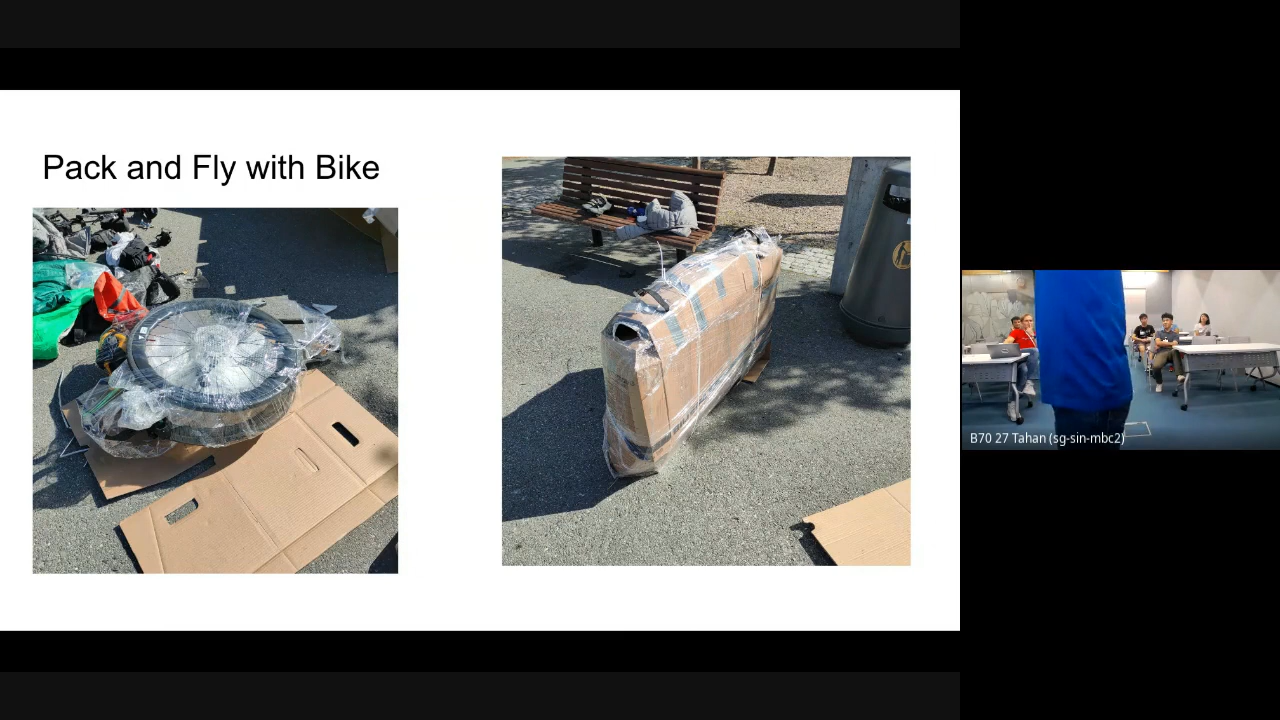 Pack and Fly with Bike
B70 27 Tahan (sg-sin-mbc2)